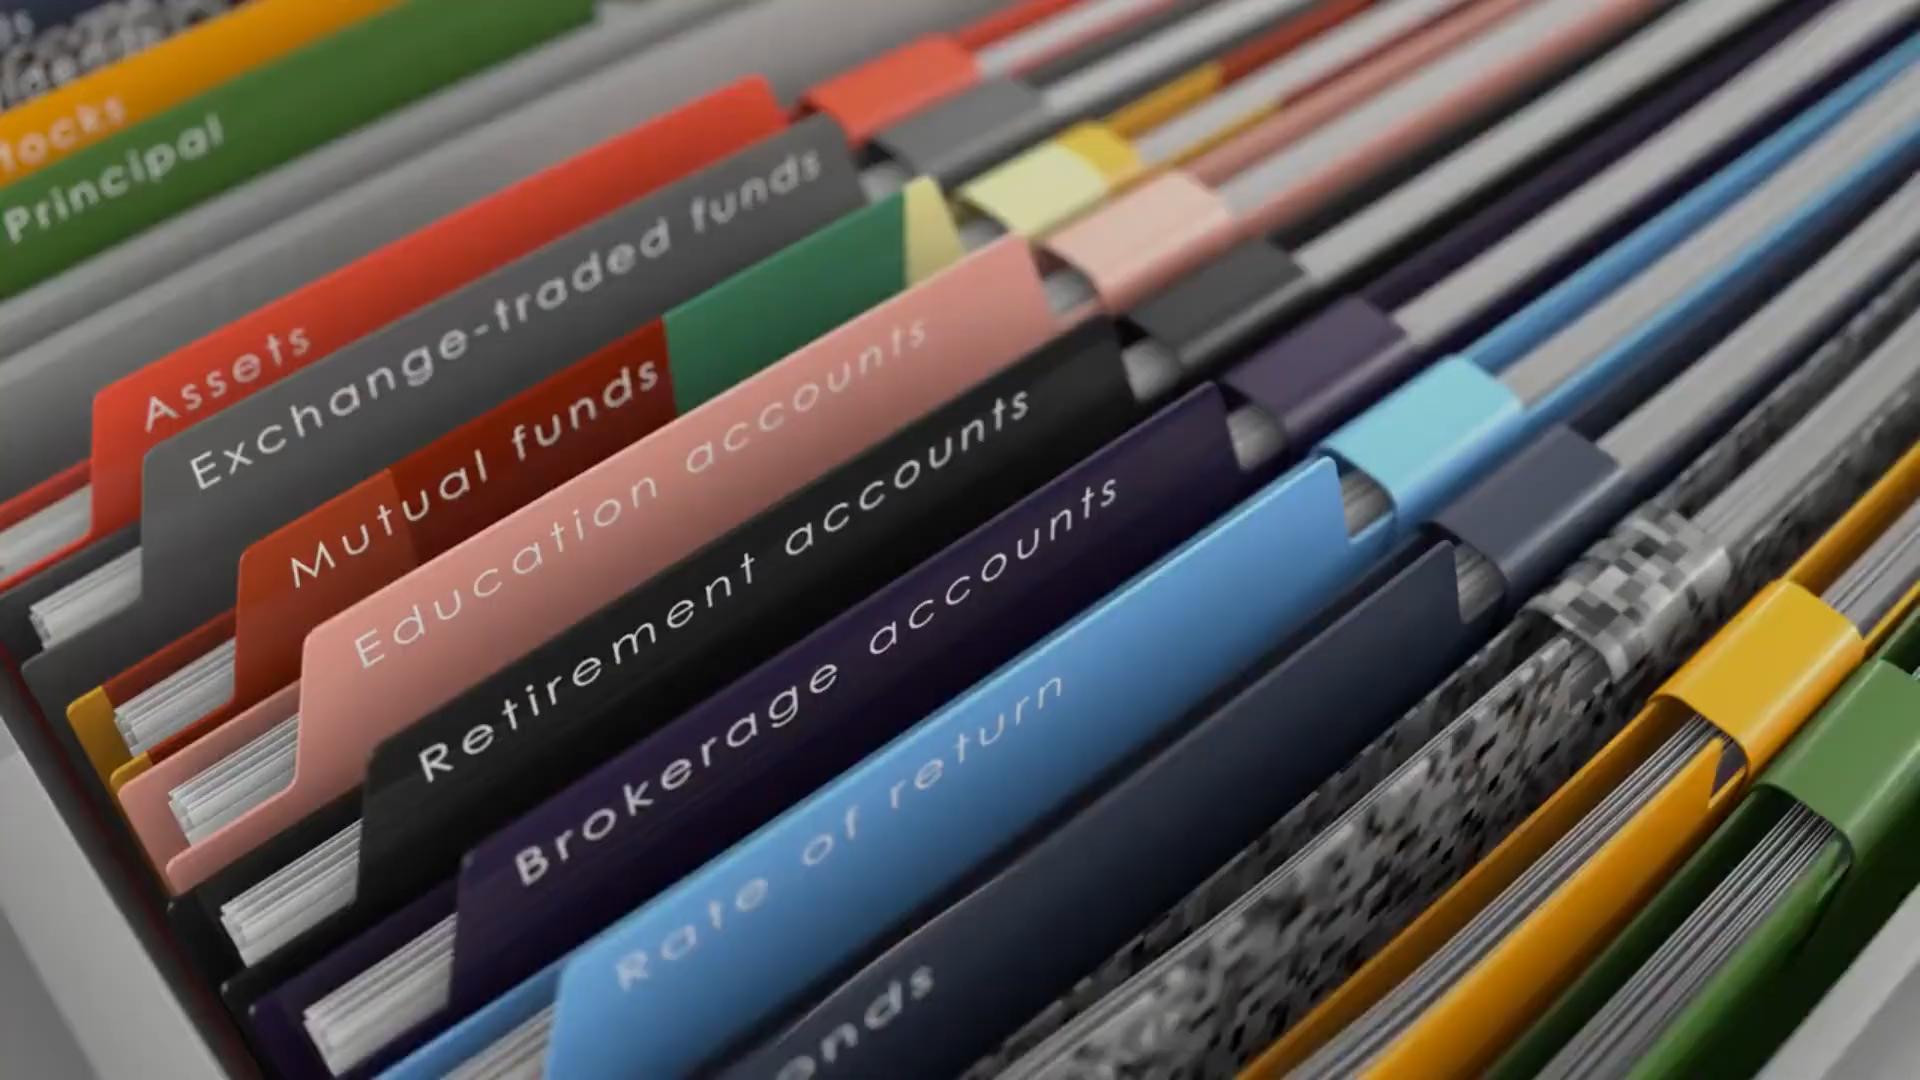 Principal
Assets
Exchange-traded funds
Mutual funds
Education accounts
Retirement accounts
Brokerage accounts
Rate of return